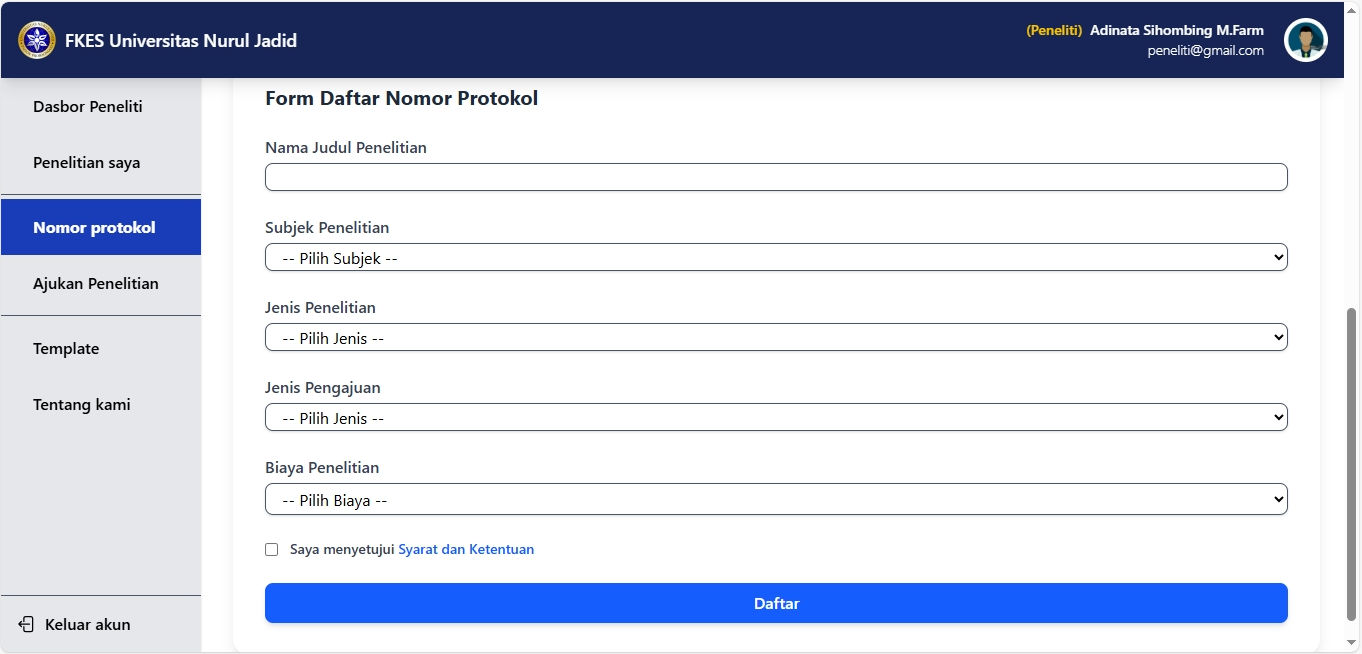 FKES Universitas Nurul Jadid
(Peneliti) Adinata Sihombing M.Farm
peneliti@gmail.com
Dasbor Peneliti
Penelitian saya
Nomor protokol
Ajukan Penelitian
Template
Tentang kami
Keluar akun
Form Daftar Nomor Protokol
Nama Judul Penelitian
Subjek Penelitian
-- Pilih Subjek --
Jenis Penelitian
-- Pilih Jenis --
Jenis Pengajuan
-- Pilih Jenis --
Biaya Penelitian
-- Pilih Biaya --
Saya menyetujui Syarat dan Ketentuan
Daftar